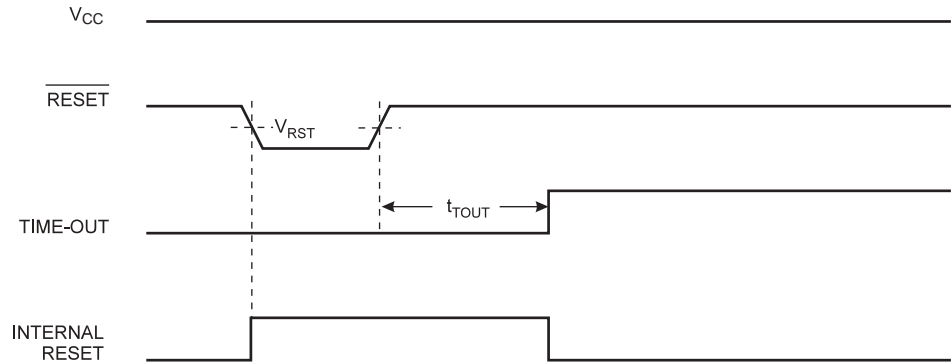 VCC
RESET
VRST
tTOUT
TIME-OUT
INTERNAL
RESET